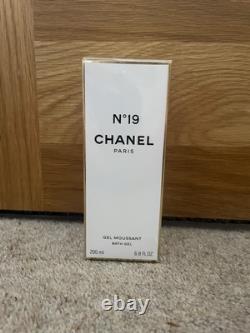 N°19
CHANEL
PARIS
GEL MOUSSANT
BATH GEL
200 ml 6.8 FL.OZ